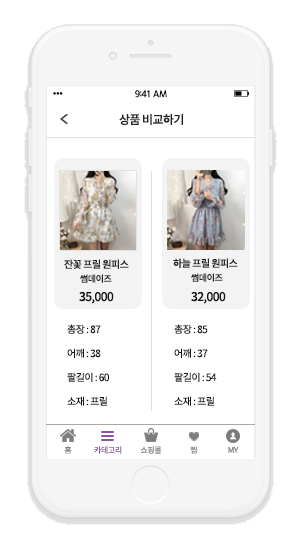 9:41 AM
상품 비교하기
잔꽃 프릴 원피스
썸데이즈
35,000
하늘 프릴 원피스
썸데이즈
32,000
총장 : 87
어깨 : 38
팔길이 : 60
소재 : 프릴
총장 : 85
어깨 : 37
팔길이 : 54
소재 : 프릴
홈
카테고리
쇼핑몰
찜
MY